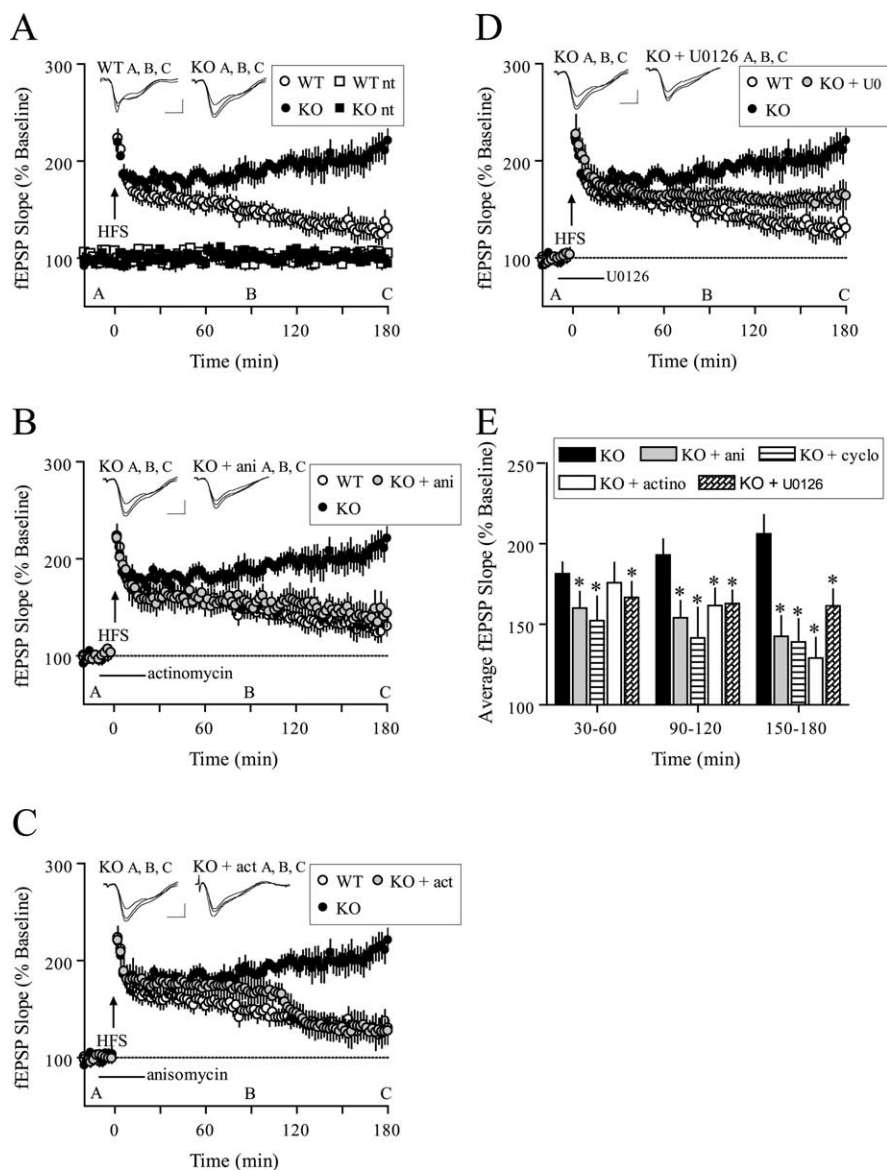 A
WT A, B, C
KO A, B, C
WT
WT nt
KO
KO nt
300
200
100
fEPSP Slope (% Baseline)
HFS
A
B
C
0
60
120
180
Time (min)
B
KO A, B, C
KO + ani A, B, C
WT
KO + ani
KO
300
200
100
fEPSP Slope (% Baseline)
HFS
actinomycin
A
B
C
0
60
120
180
Time (min)
C
KO A, B, C
KO + act A, B, C
WT
KO + act
KO
300
200
100
fEPSP Slope (% Baseline)
HFS
anisomycin
A
B
C
0
60
120
180
Time (min)
D
KO A, B, C
KO + U0126 A, B, C
WT
KO + U0
KO
300
200
100
fEPSP Slope (% Baseline)
HFS
U0126
A
B
C
0
60
120
180
Time (min)
E
KO
KO + ani
KO + cyclo
KO + actino
KO + U0126
250
200
150
100
Average fEPSP Slope (% Baseline)
* * *
* * * *
* * * *
30-60
90-120
150-180
Time (min)